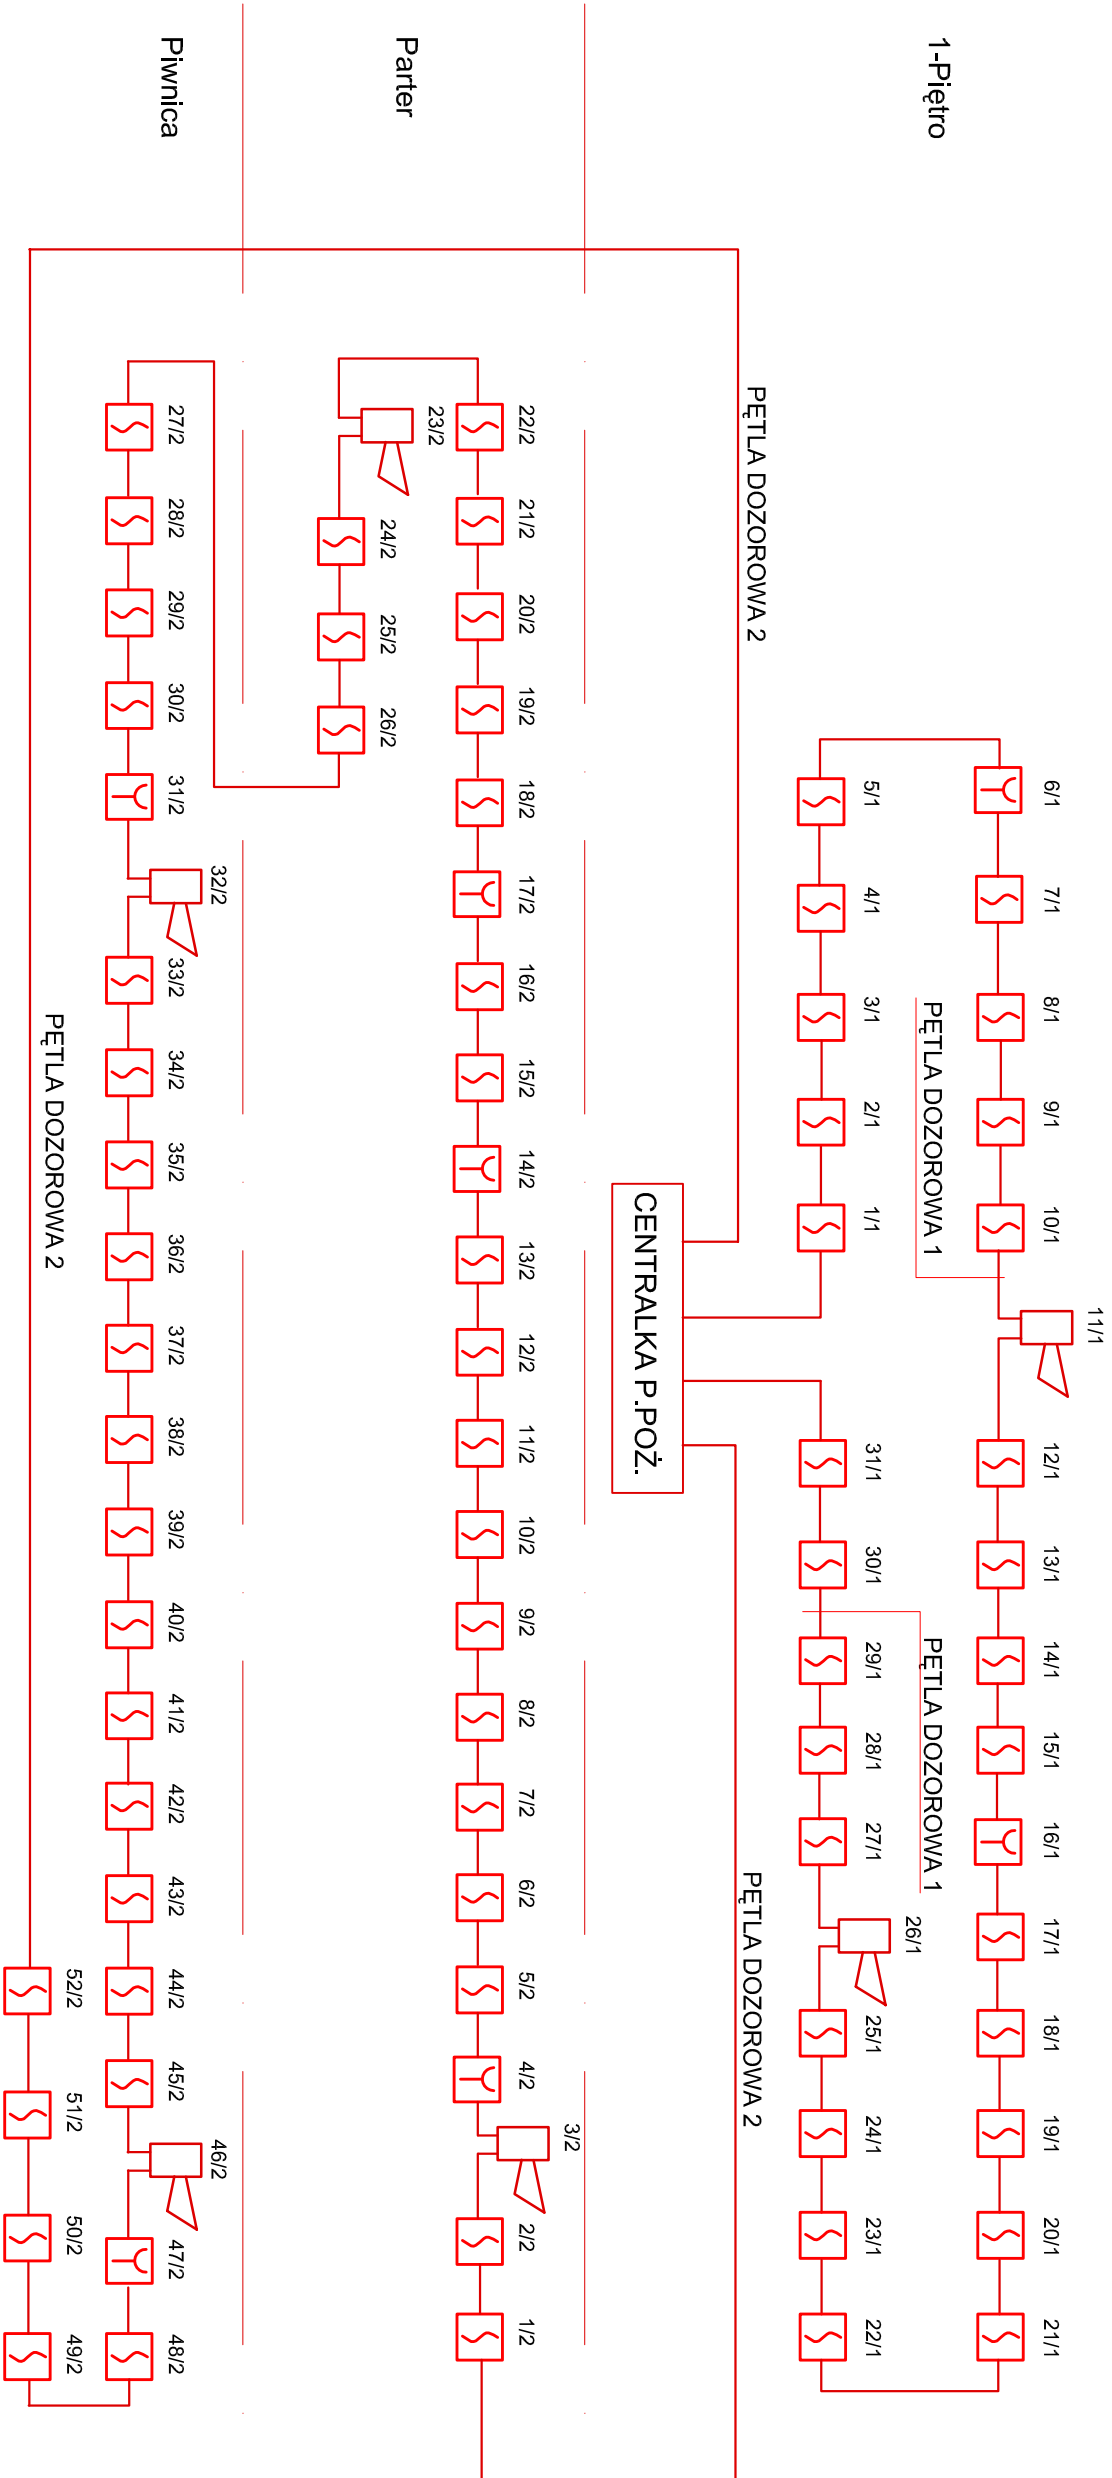 1-Piętro
11/1
6/1 7/1 8/1 9/1 10/1 12/1 13/1 14/1 15/1 16/1 17/1 18/1 19/1 20/1 21/1
PĘTLA DOZOROWA 1
PĘTLA DOZOROWA 1
26/1
5/1 4/1 3/1 2/1 1/1 31/1 30/1 29/1 28/1 27/1 25/1 24/1 23/1 22/1
PĘTLA DOZOROWA 2
PĘTLA DOZOROWA 2
CENTRALKA P.POŻ.
Parter
3/2
22/2 21/2 20/2 19/2 18/2 17/2 16/2 15/2 14/2 13/2 12/2 11/2 10/2 9/2 8/2 7/2 6/2 5/2 4/2 2/2 1/2
23/2
24/2 25/2 26/2
Piwnica
32/2
46/2
27/2 28/2 29/2 30/2 31/2 33/2 34/2 35/2 36/2 37/2 38/2 39/2 40/2 41/2 42/2 43/2 44/2 45/2 47/2 48/2
PĘTLA DOZOROWA 2
52/2 51/2 50/2 49/2